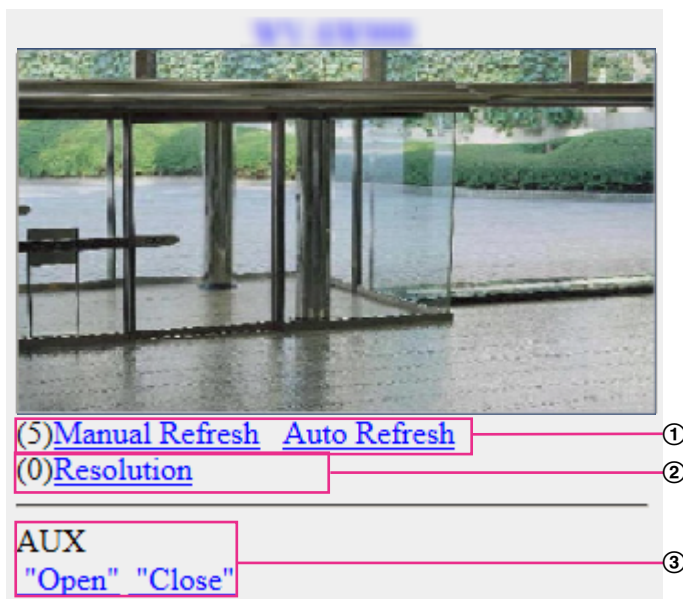 (5)Manual Refresh Auto Refresh
①
(0)Resolution
②
AUX
"Open" "Close"
③